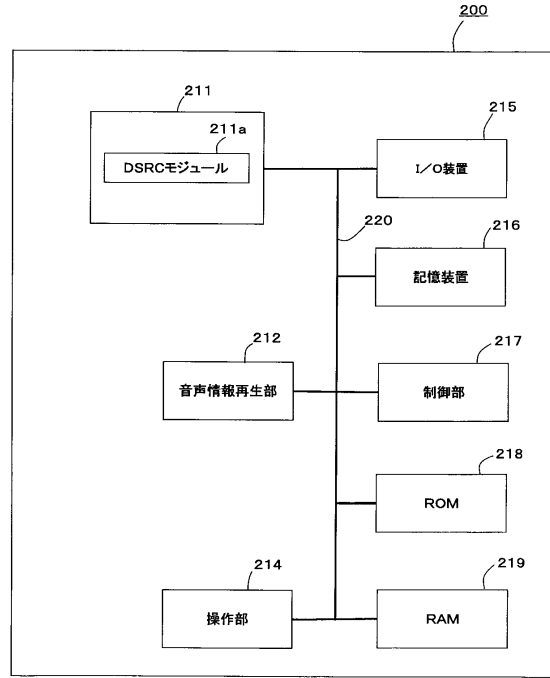 200
211
211a
DSRCモジュール
215
I/O装置
220
216
記憶装置
212
音声情報再生部
217
制御部
218
ROM
214
操作部
219
RAM